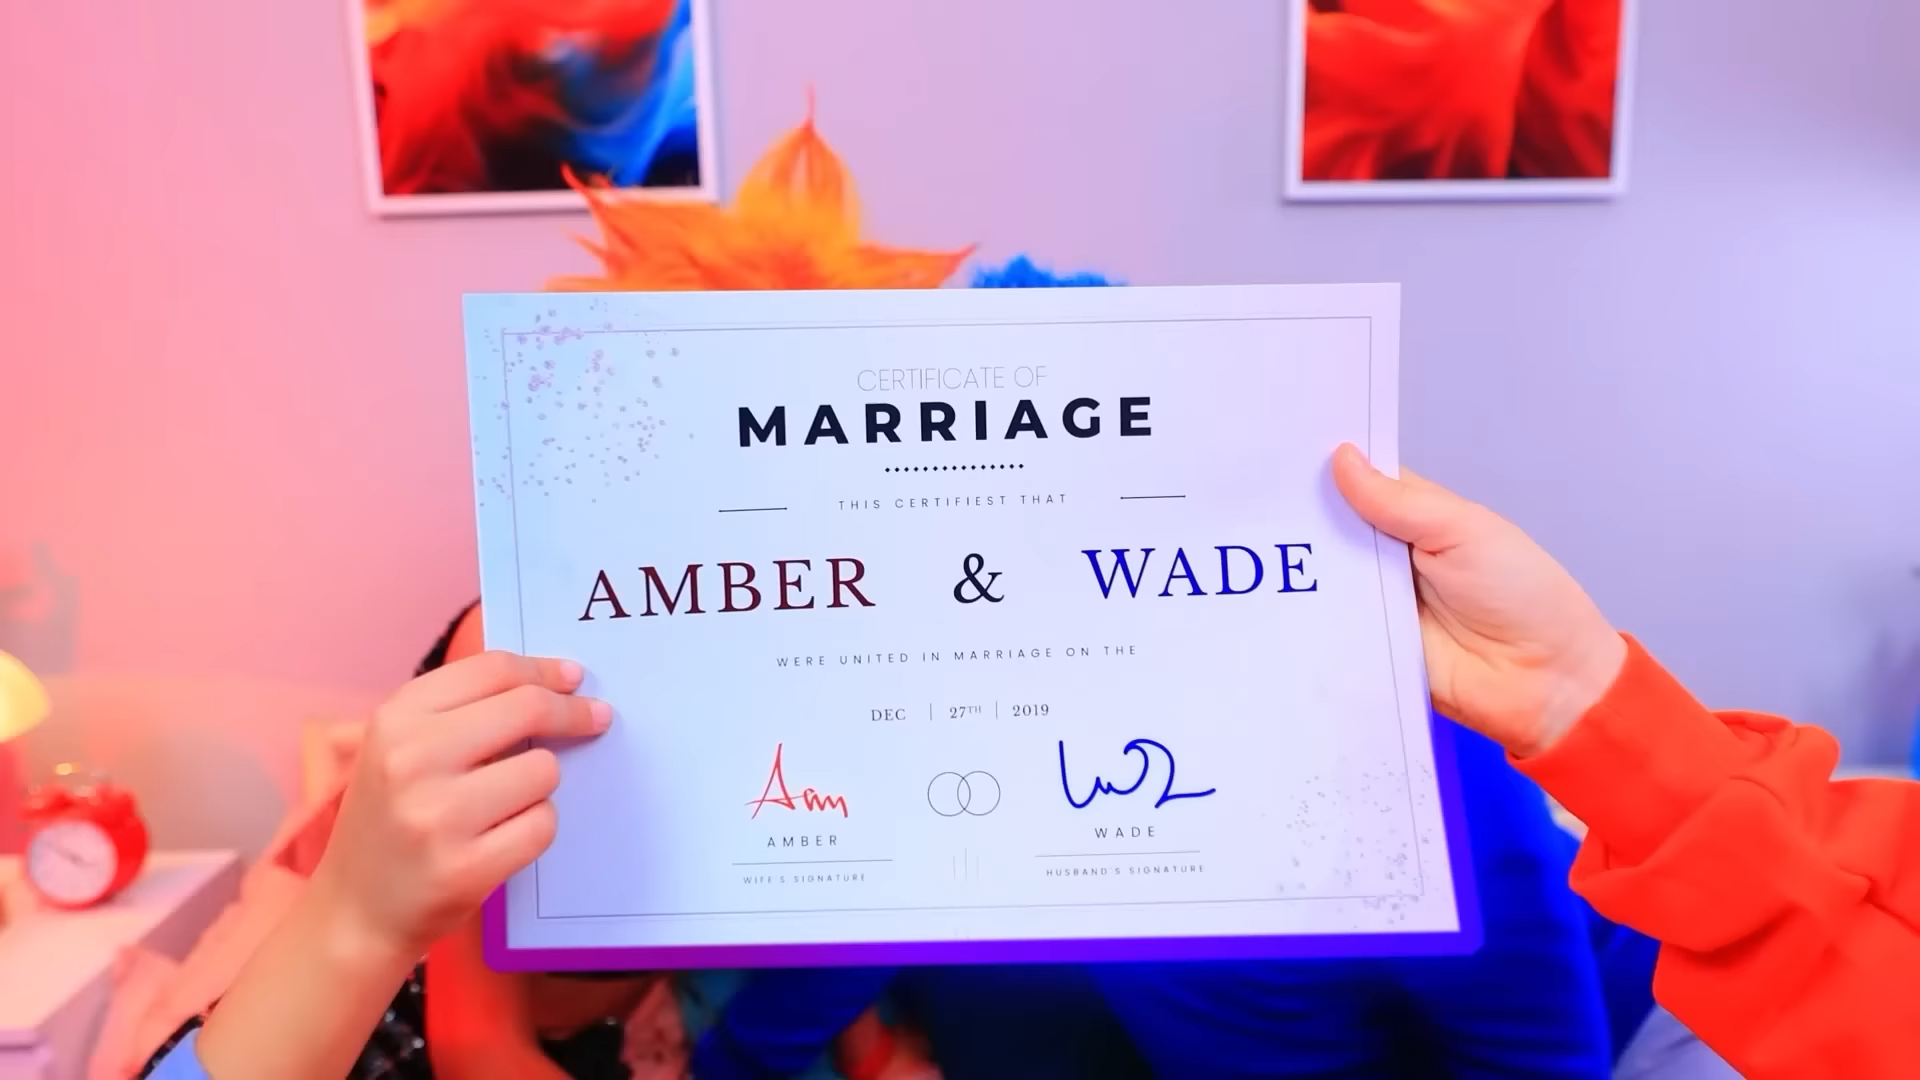 CERTIFICATE OF
MARRIAGE
THIS CERTIFIEST THAT
AMBER & WADE
WERE UNITED IN MARRIAGE ON THE
DEC | 27TH | 2019
AMBER WADE
WIFE'S SIGNATURE HUSBAND'S SIGNATURE